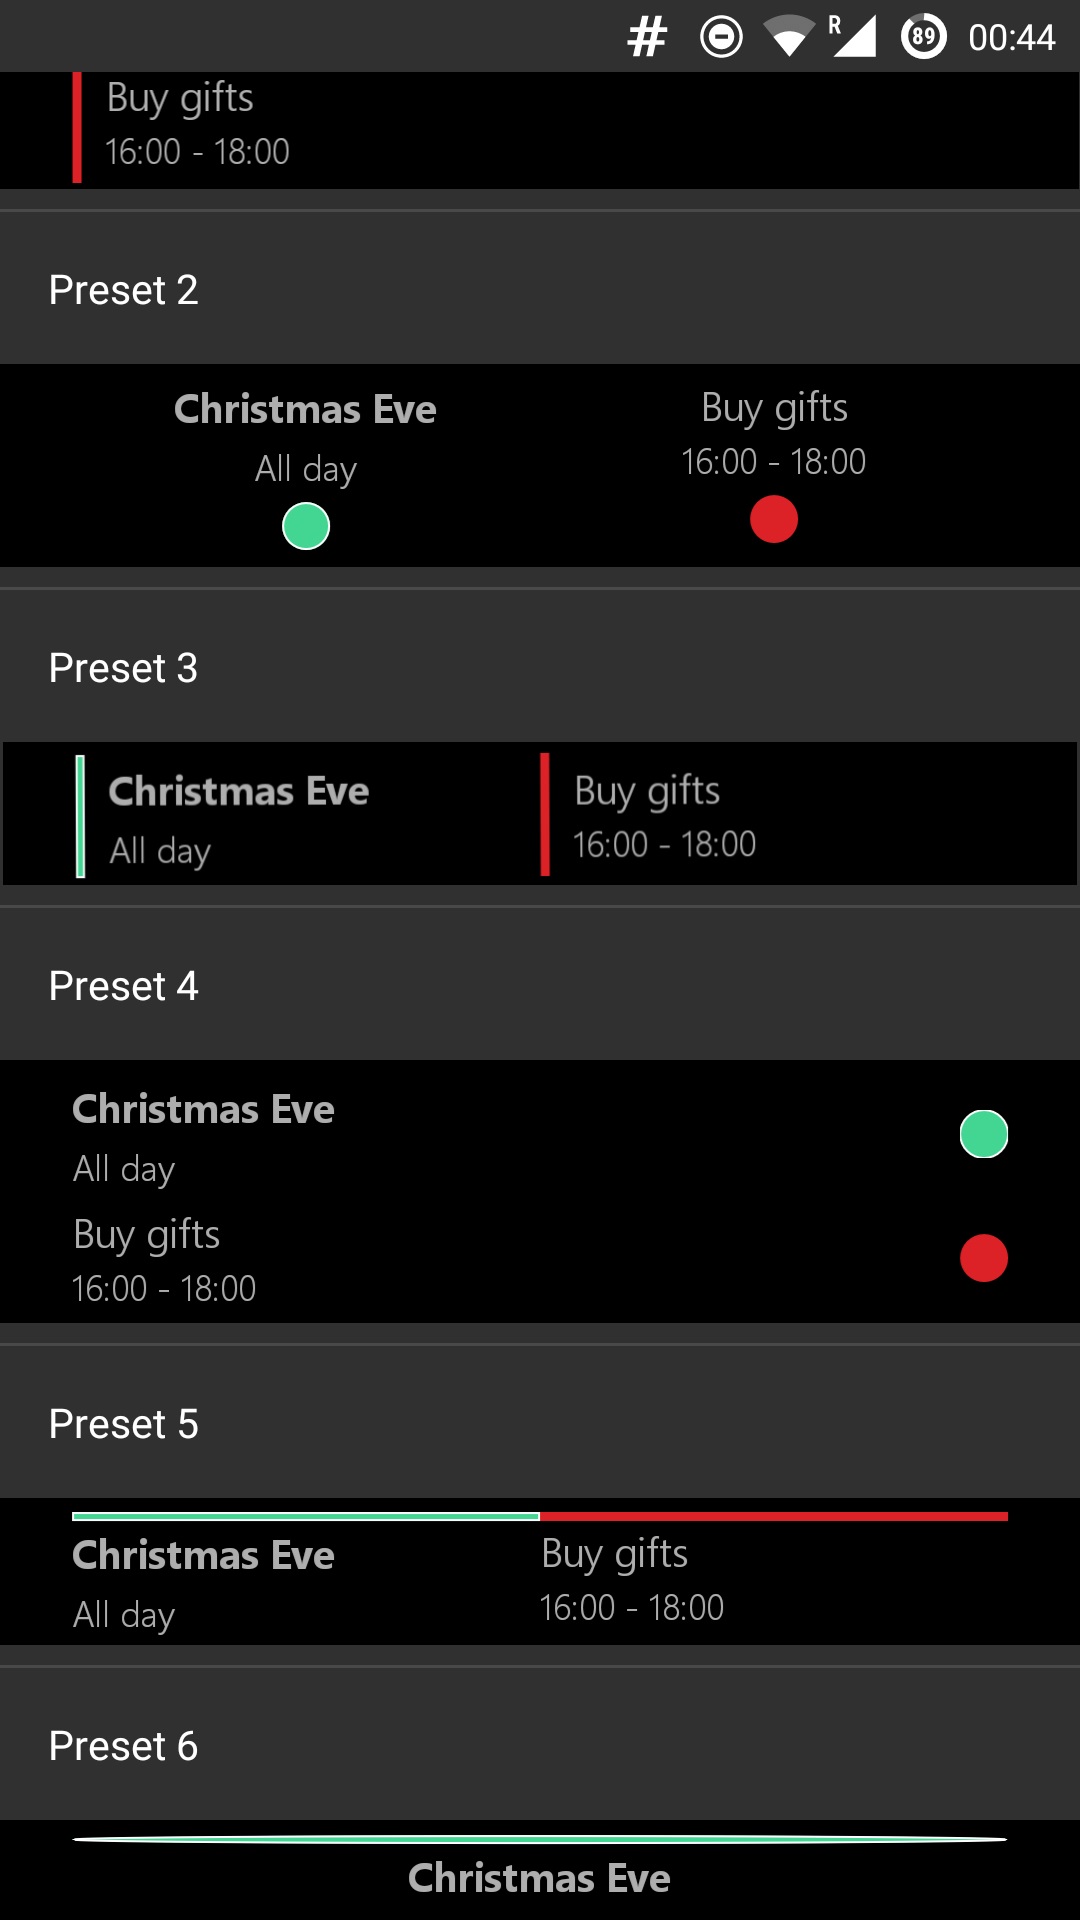 # R 89 00:44
Buy gifts
16:00 - 18:00
Preset 2
Christmas Eve
All day
Buy gifts
16:00 - 18:00
Preset 3
Christmas Eve
All day
Buy gifts
16:00 - 18:00
Preset 4
Christmas Eve
All day
Buy gifts
16:00 - 18:00
Preset 5
Christmas Eve
All day
Buy gifts
16:00 - 18:00
Preset 6
Christmas Eve